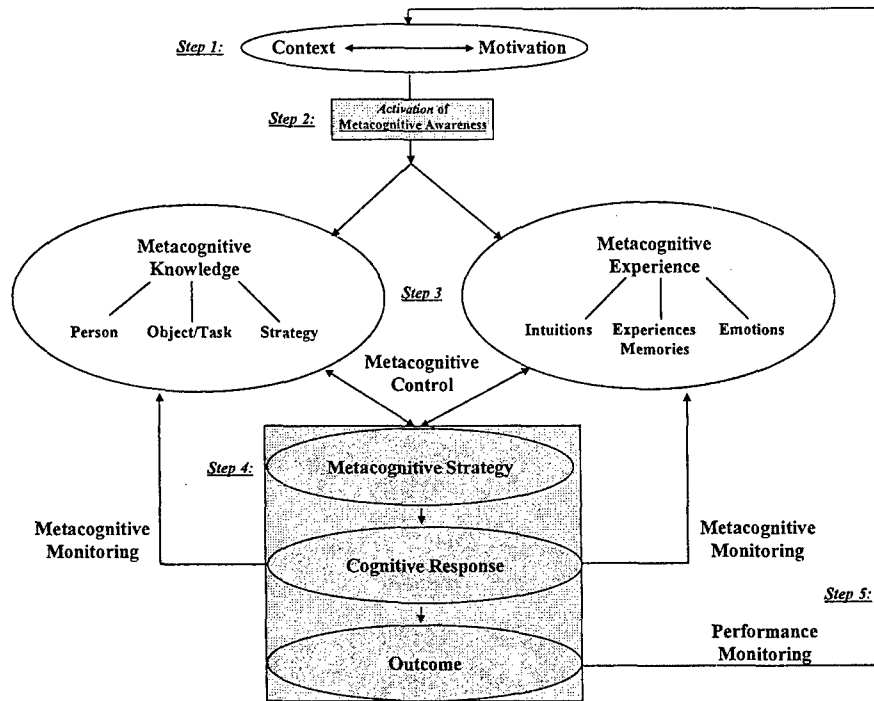 Step 1:
Context
Motivation
Step 2:
Activation of
Metacognitive Awareness
Metacognitive
Knowledge
Person
Object/Task
Strategy
Step 3
Metacognitive
Experience
Intuitions
Experiences
Memories
Emotions
Metacognitive
Control
Step 4:
Metacognitive Strategy
Metacognitive
Monitoring
Cognitive Response
Metacognitive
Monitoring
Step 5:
Outcome
Performance
Monitoring